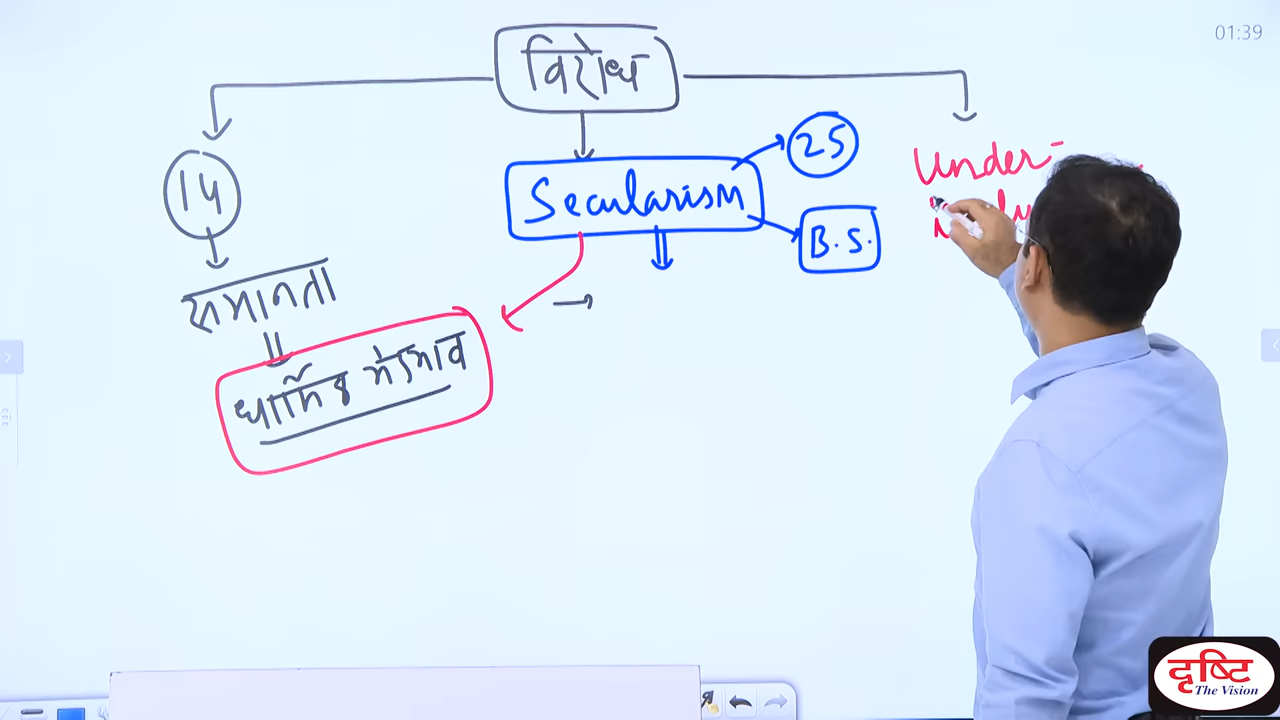 01:39
विरोध
14
Secularism
25
B.S.
Under-
समानता
धार्मिक भेदभाव
दृष्टि
The Vision